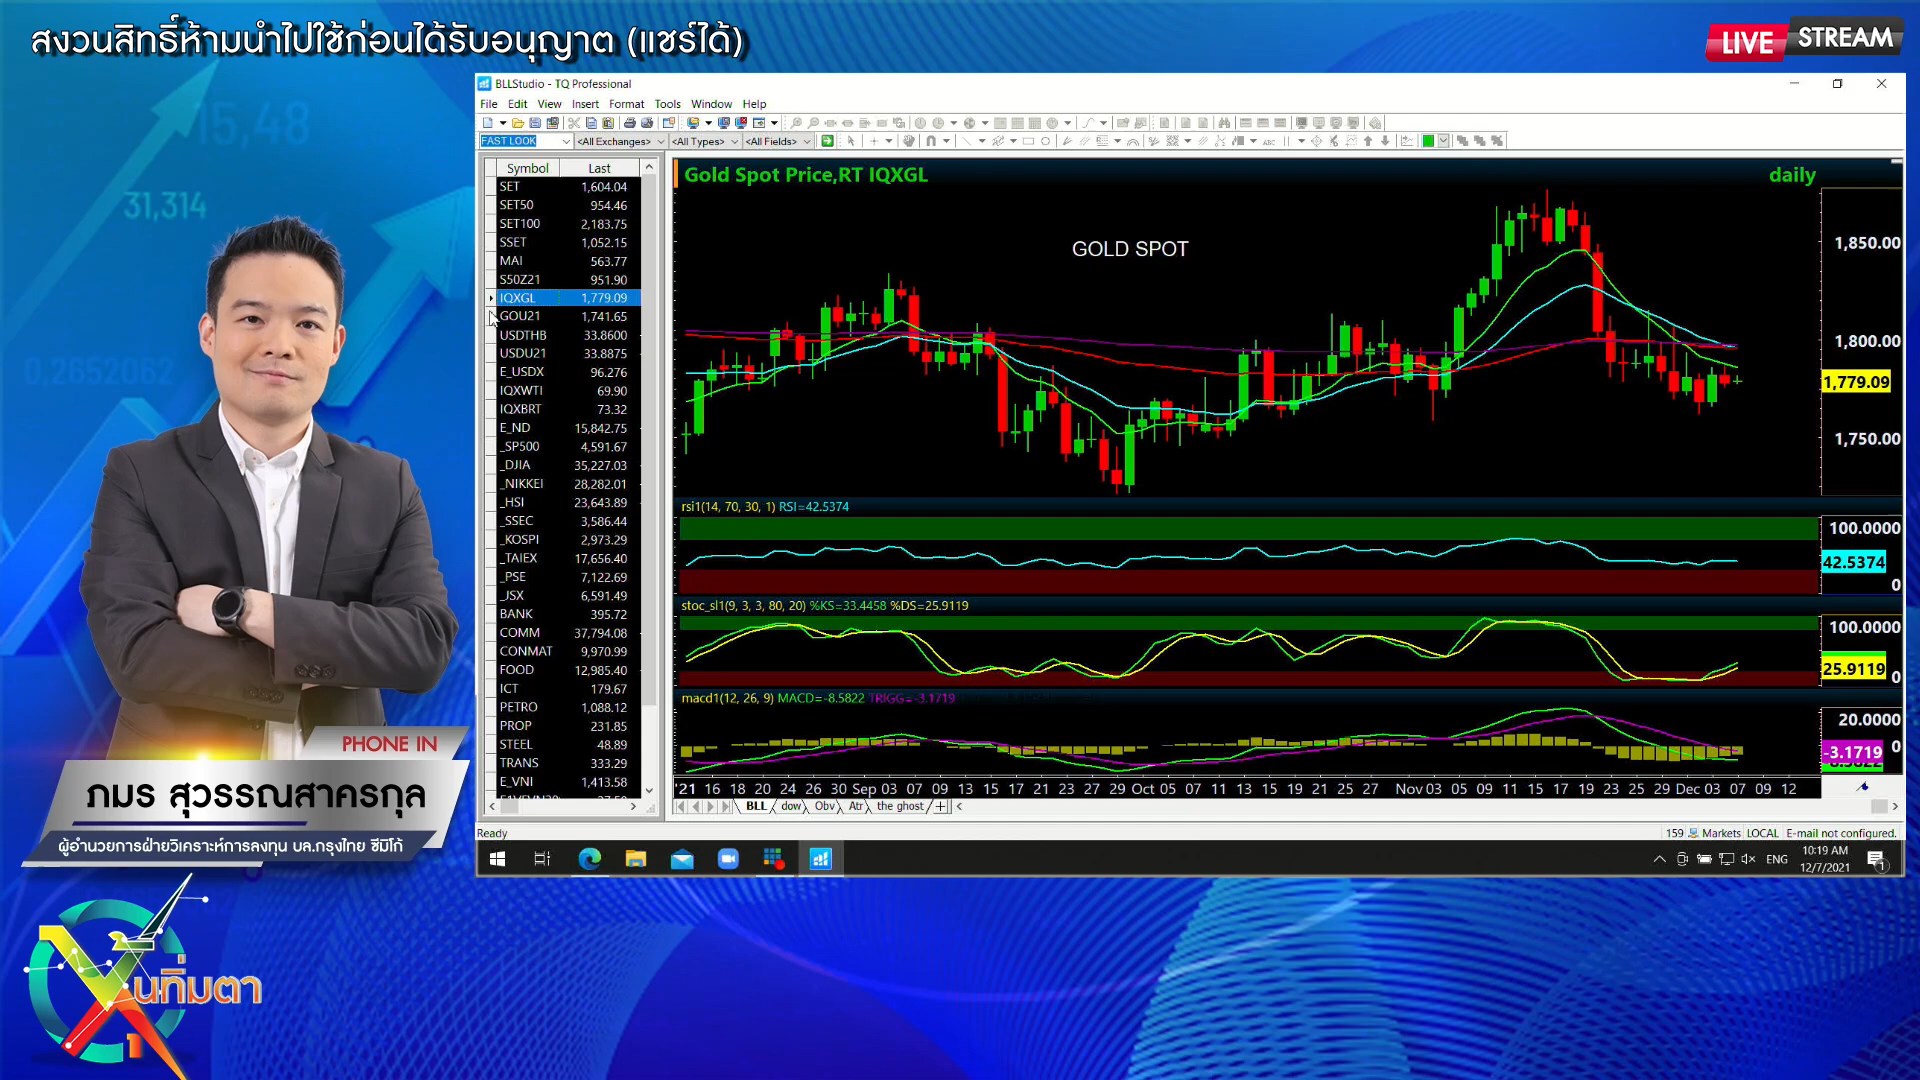 สงวนสิทธิ์ห้ามนำไปใช้ก่อนได้รับอนุญาต (แชร์ได้)
LIVE STREAM
15,48
31,314
0.2652062
BLLStudio - TQ Professional
File Edit View Insert Format Tools Window Help
FAST LOOK <All Exchanges> <All Types> <All Fields>
Symbol Last
SET 1,604.04
SET50 954.46
SET100 2,183.75
SSET 1,052.15
MAI 563.77
S50Z21 951.90
IQXGL 1,779.09
GOU21 1,741.65
USDTHB 33.8600
USDU21 33.8875
E_USDX 96.276
IQXWTI 69.90
IQXBRT 73.32
E_ND 15,842.75
_SP500 4,591.67
_DJIA 35,227.03
_NIKKEI 28,282.01
_HSI 23,643.89
_SSEC 3,586.44
_KOSPI 2,973.29
_TAIEX 17,656.40
_PSE 7,122.69
_JSX 6,591.49
BANK 395.72
COMM 37,794.08
CONMAT 9,970.99
FOOD 12,985.40
ICT 179.67
PETRO 1,088.12
PROP 231.85
STEEL 48.89
TRANS 333.29
E_VNI 1,413.58
Gold Spot Price,RT IQXGL daily
GOLD SPOT
1,850.00
1,800.00
1,779.09
1,750.00
rsi1(14, 70, 30, 1) RSI=42.5374
100.0000
42.5374
0
stoc_sl1(9, 3, 3, 80, 20) %KS=33.4458 %DS=25.9119
100.0000
25.9119
0
macd1(12, 26, 9) MACD=-8.5822 TRIGG=-3.1719
20.0000
0
-3.1719
'21 16 18 20 24 26 30 Sep 03 07 09 13 15 17 21 23 27 29 Oct 05 07 11 13 15 19 21 25 27 Nov 03 05 09 11 15 17 19 23 25 29 Dec 03 07 09 12
BLL dow Obv Atr the ghost
Ready
159 Markets LOCAL E-mail not configured.
ENG
10:19 AM
12/7/2021
1
PHONE IN
ภมร สุวรรณสาครกุล
ผู้อำนวยการฝ่ายวิเคราะห์การลงทุน บล.กรุงไทย ซีมิโก้
ทันทิ่มตา